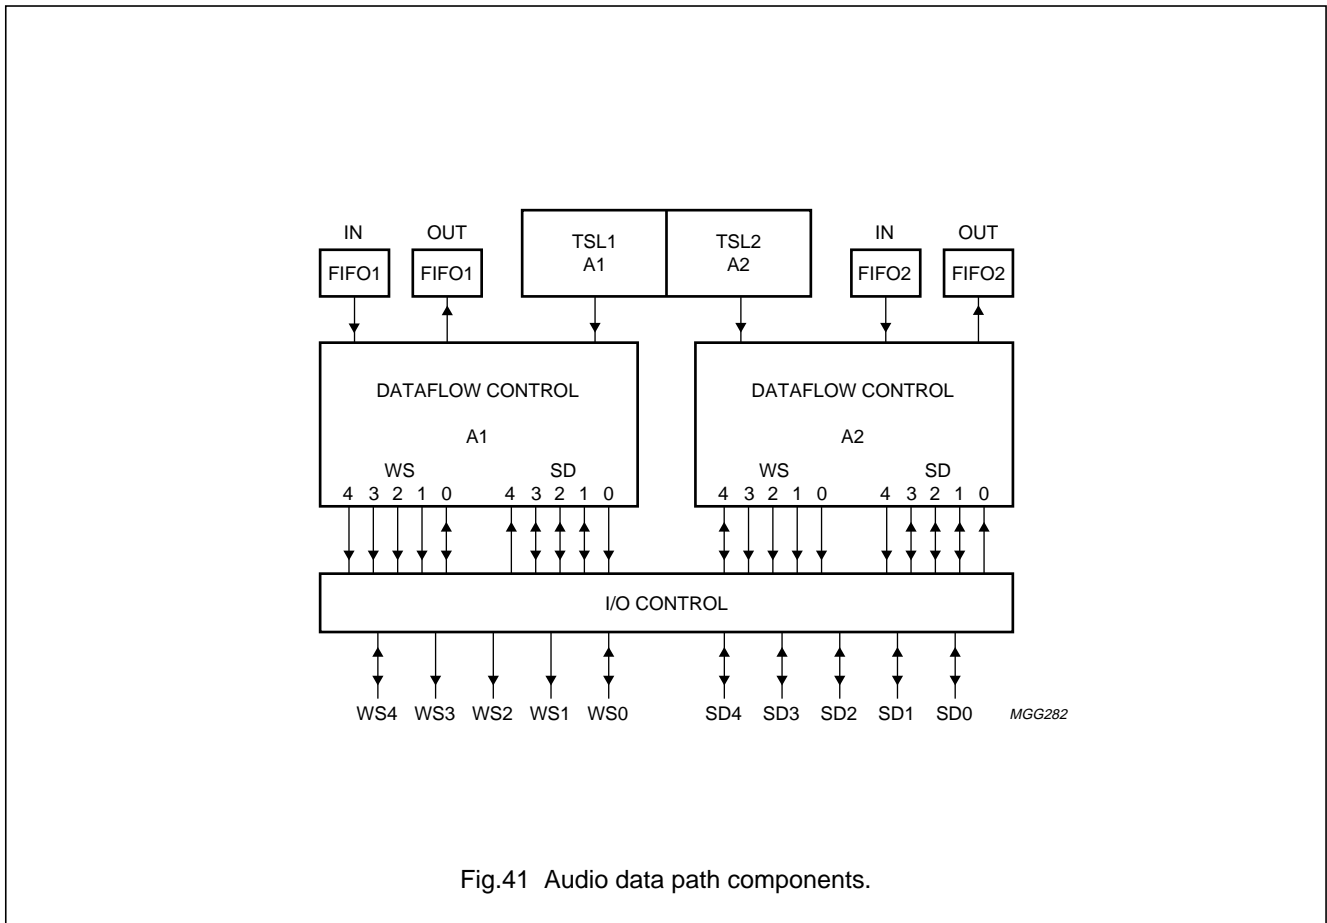 IN OUT IN OUT
FIFO1 FIFO1 TSL1 A1 TSL2 A2 FIFO2 FIFO2
DATAFLOW CONTROL DATAFLOW CONTROL
A1 A2
WS SD WS SD
4 3 2 1 0 4 3 2 1 0 4 3 2 1 0 4 3 2 1 0
I/O CONTROL
WS4 WS3 WS2 WS1 WS0 SD4 SD3 SD2 SD1 SD0 MGG282
Fig.41 Audio data path components.